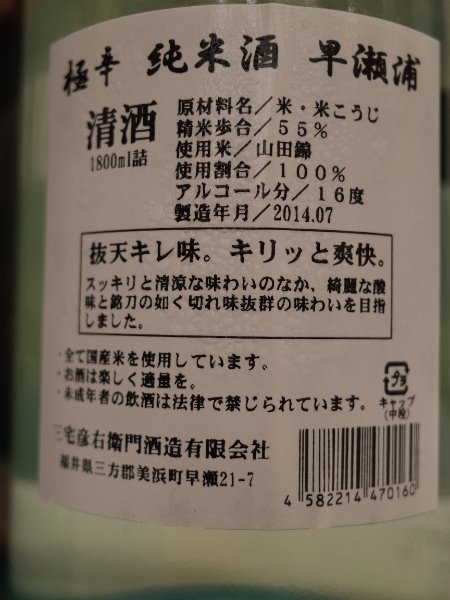 極辛 純米酒 早瀬浦
清酒
1800ml詰
原材料名／米・米こうじ
精米歩合／５５％
使用米／山田錦
使用割合／１００％
アルコール分／１６度
製造年月／2014.07
抜天キレ味。キリッと爽快。
スッキリと清涼な味わいのなか、綺麗な酸
味と銘刀の如く切れ味抜群の味わいを目指
しました。
・全て国産米を使用しています。
・お酒は楽しく適量を。
・未成年者の飲酒は法律で禁じられています。
プラ
キャップ
（中栓）
三宅彦右衛門酒造有限会社
福井県三方郡美浜町早瀬21-7
4 582214 470160